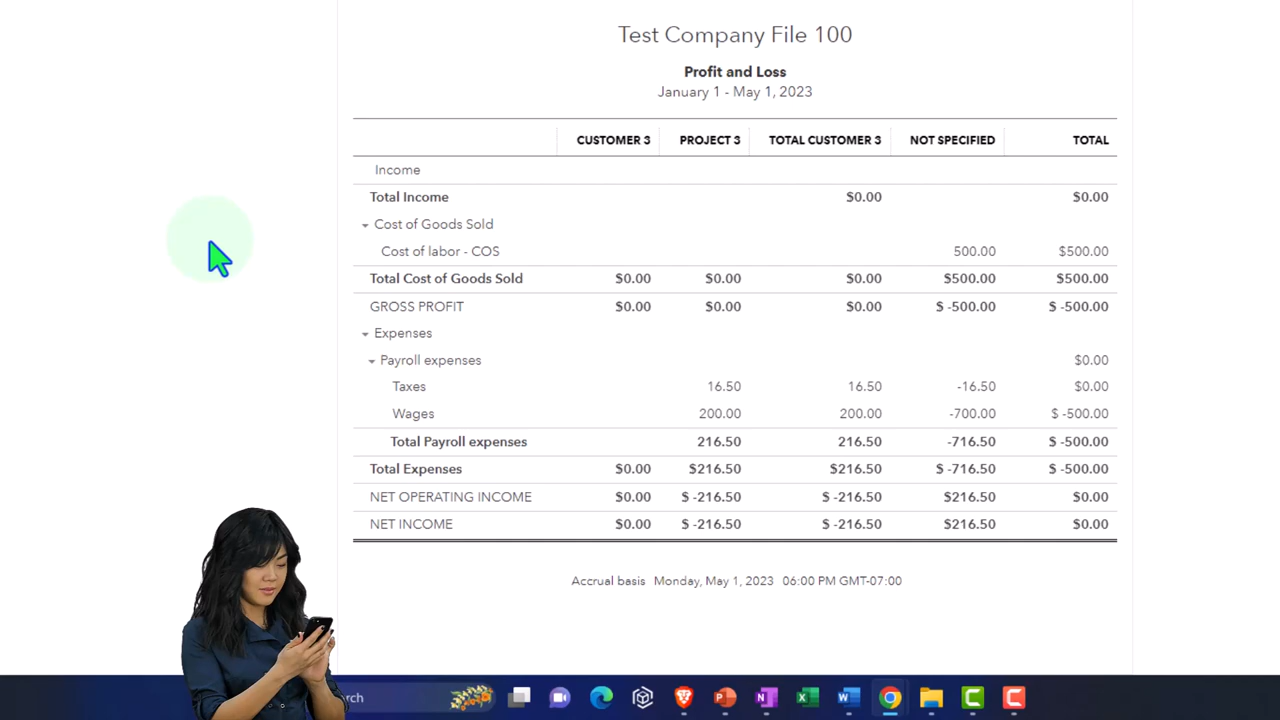 Test Company File 100
Profit and Loss
January 1 - May 1, 2023
CUSTOMER 3 PROJECT 3 TOTAL CUSTOMER 3 NOT SPECIFIED TOTAL
Income
Total Income $0.00 $0.00
Cost of Goods Sold
Cost of labor - COS 500.00 $500.00
Total Cost of Goods Sold $0.00 $0.00 $0.00 $500.00 $500.00
GROSS PROFIT $0.00 $0.00 $0.00 $ -500.00 $ -500.00
Expenses
Payroll expenses $0.00
Taxes 16.50 16.50 -16.50 $0.00
Wages 200.00 200.00 -700.00 $ -500.00
Total Payroll expenses 216.50 216.50 -716.50 $ -500.00
Total Expenses $0.00 $216.50 $216.50 $ -716.50 $ -500.00
NET OPERATING INCOME $0.00 $ -216.50 $ -216.50 $216.50 $0.00
NET INCOME $0.00 $ -216.50 $ -216.50 $216.50 $0.00
Accrual basis Monday, May 1, 2023 06:00 PM GMT-07:00
rch